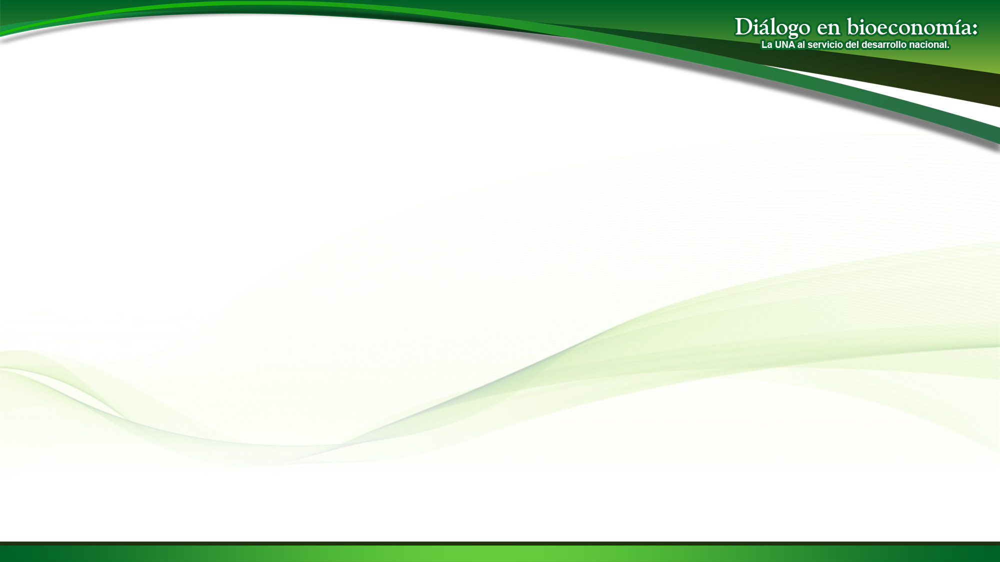 Diálogo en bioeconomía:
La UNA al servicio del desarrollo nacional.